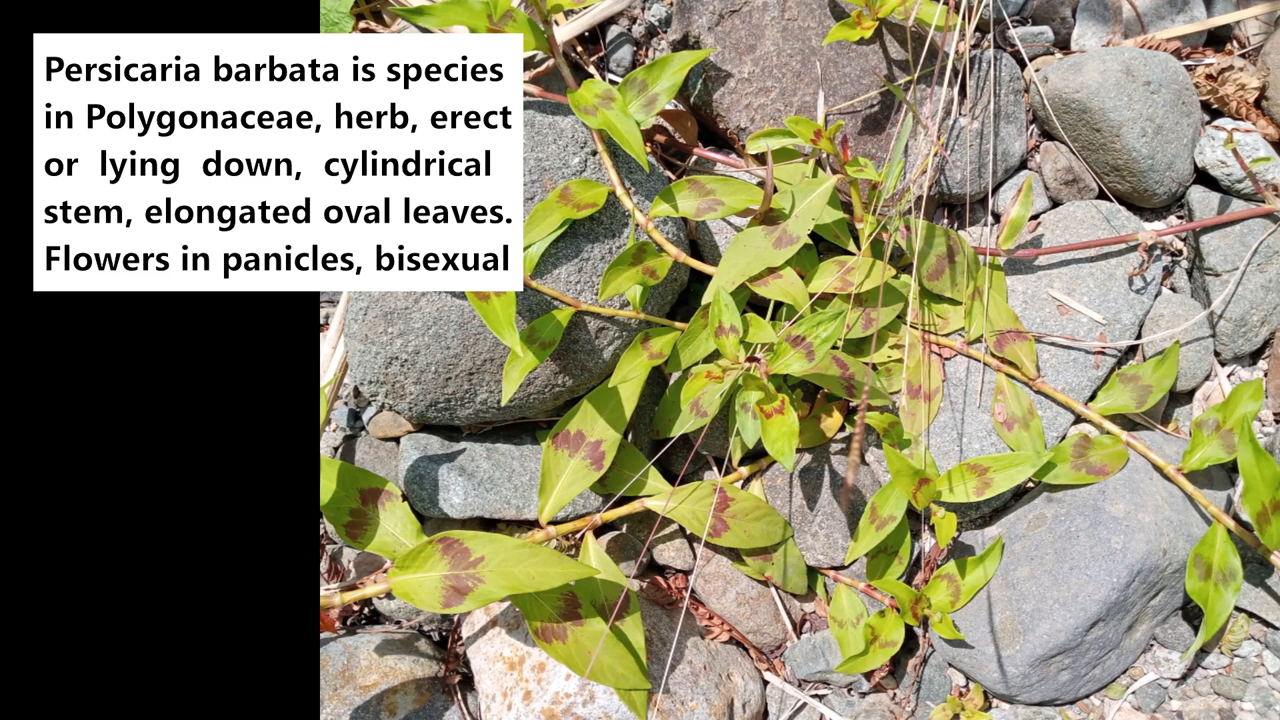 Persicaria barbata is species
in Polygonaceae, herb, erect
or lying down, cylindrical
stem, elongated oval leaves.
Flowers in panicles, bisexual